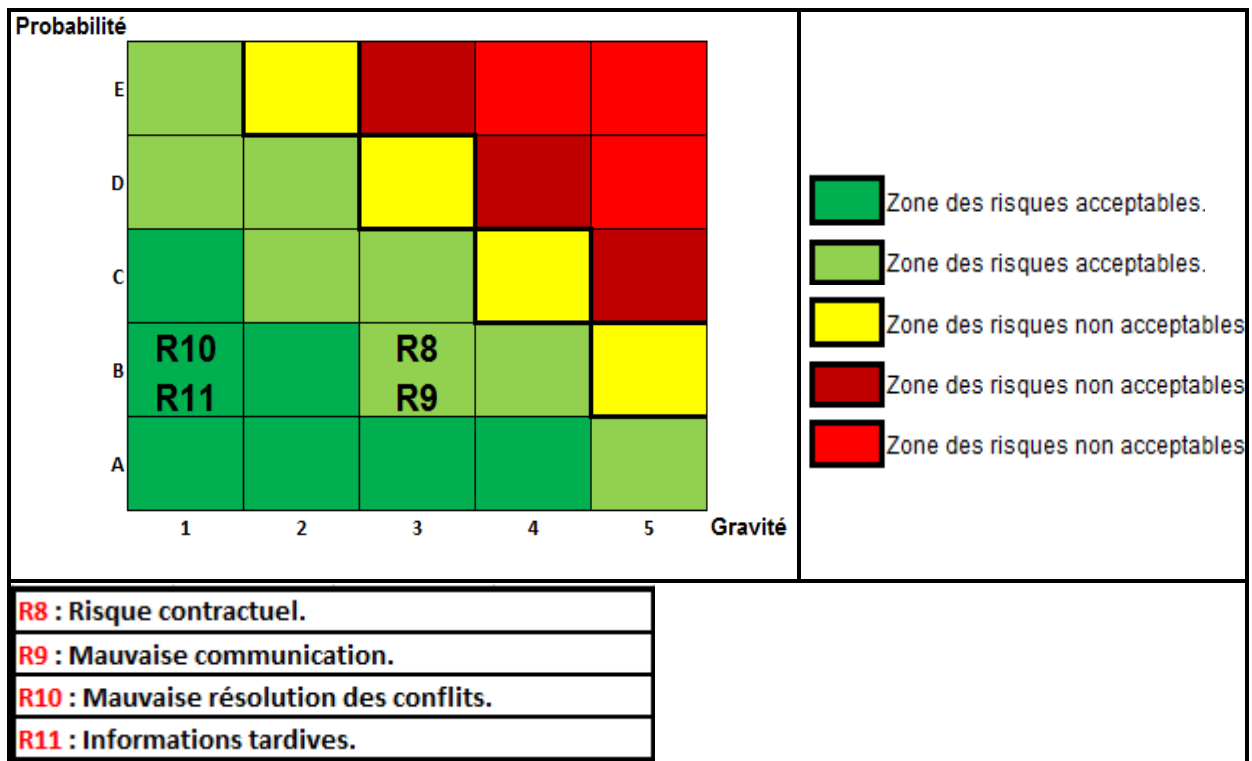 Probabilité
E
D
C
B
A
R10
R11
R8
R9
1 2 3 4 5 Gravité
Zone des risques acceptables.
Zone des risques acceptables.
Zone des risques non acceptables
Zone des risques non acceptables
Zone des risques non acceptables
R8 : Risque contractuel.
R9 : Mauvaise communication.
R10 : Mauvaise résolution des conflits.
R11 : Informations tardives.